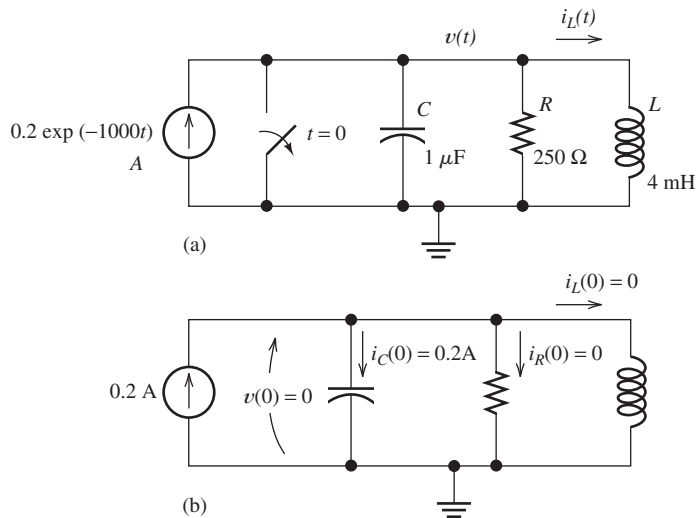 v(t)
i_L(t)
0.2 exp (−1000t)
A
t = 0
C
1 μF
R
250 Ω
L
4 mH
(a)
i_L(0) = 0
0.2 A
v(0) = 0
i_C(0) = 0.2A
i_R(0) = 0
(b)